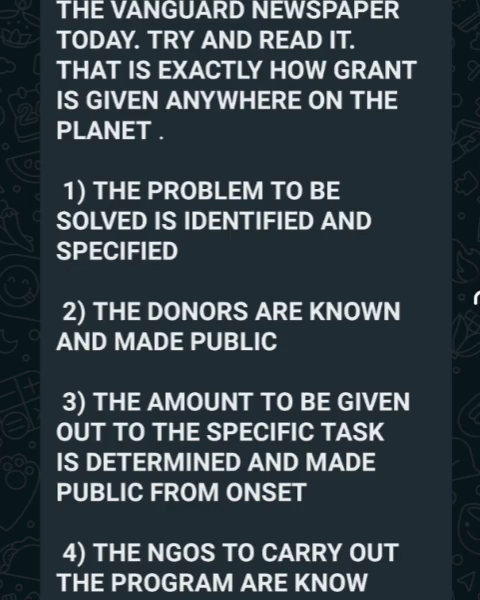 THE VANGUARD NEWSPAPER
TODAY. TRY AND READ IT.
THAT IS EXACTLY HOW GRANT
IS GIVEN ANYWHERE ON THE
PLANET .
1) THE PROBLEM TO BE
SOLVED IS IDENTIFIED AND
SPECIFIED
2) THE DONORS ARE KNOWN
AND MADE PUBLIC
3) THE AMOUNT TO BE GIVEN
OUT TO THE SPECIFIC TASK
IS DETERMINED AND MADE
PUBLIC FROM ONSET
4) THE NGOS TO CARRY OUT
THE PROGRAM ARE KNOW